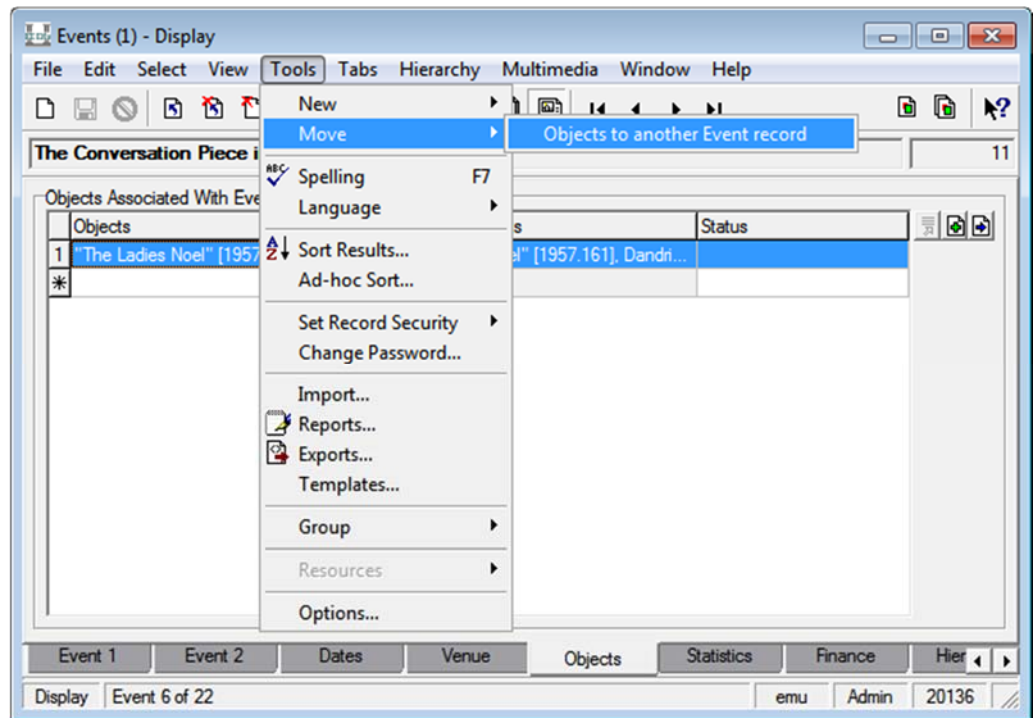 Events (1) - Display
File Edit Select View Tools Tabs Hierarchy Multimedia Window Help
New
Move
Objects to another Event record
The Conversation Piece i
11
ABC
Spelling F7
Objects Associated With Eve
Language
Objects
s
Status
1 "The Ladies Noel" [1957
el" [1957.161], Dandri...
Sort Results...
Ad-hoc Sort...
Set Record Security
Change Password...
Import...
Reports...
Exports...
Templates...
Group
Resources
Options...
Event 1 Event 2 Dates Venue Objects Statistics Finance Hier
Display Event 6 of 22 emu Admin 20136